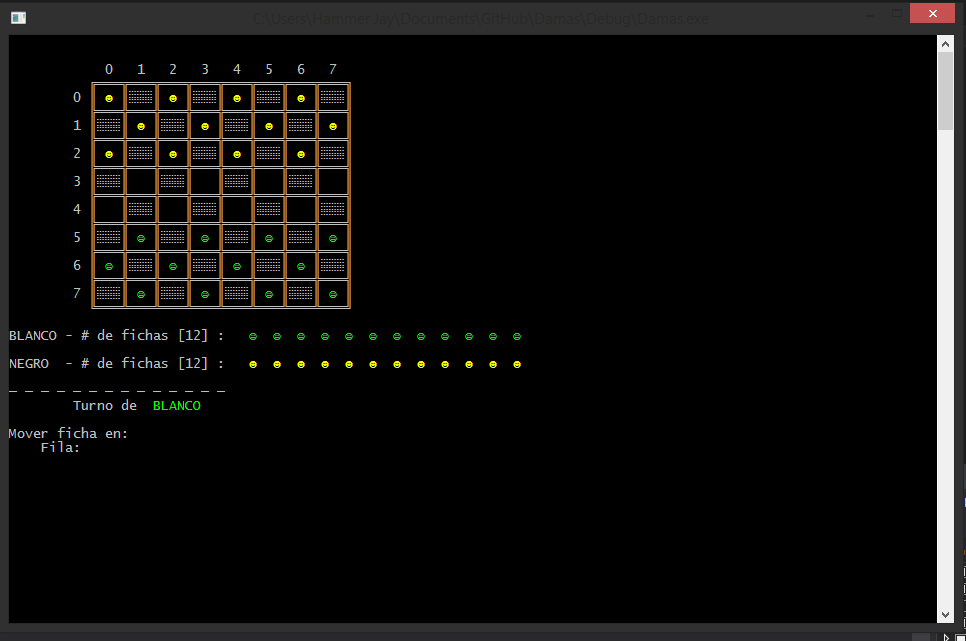 C:\Users\HammerJay\Documents\GitHub\Damas\Debug\Damas.exe
0 1 2 3 4 5 6 7
0
1
2
3
4
5
6
7
BLANCO - # de fichas [12] :
NEGRO - # de fichas [12] :
_ _ _ _ _ _ _ _ _ _ _ _ _ _
Turno de BLANCO
Mover ficha en:
Fila: